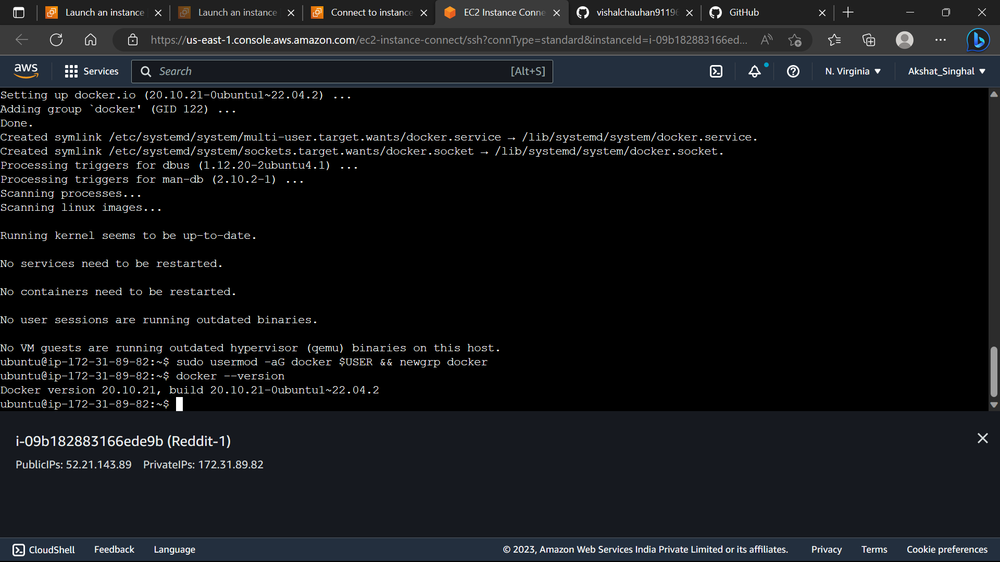 Launch an instance
Launch an instance
Connect to instance
EC2 Instance Conne
vishalchauhan91196
GitHub
https://us-east-1.console.aws.amazon.com/ec2-instance-connect/ssh?connType=standard&instanceId=i-09b182883166ed...
aws
Services
Search
[Alt+S]
N. Virginia
Akshat_Singhal
Setting up docker.io (20.10.21-0ubuntu1~22.04.2) ...
Adding group `docker' (GID 122) ...
Done.
Created symlink /etc/systemd/system/multi-user.target.wants/docker.service → /lib/systemd/system/docker.service.
Created symlink /etc/systemd/system/sockets.target.wants/docker.socket → /lib/systemd/system/docker.socket.
Processing triggers for dbus (1.12.20-2ubuntu4.1) ...
Processing triggers for man-db (2.10.2-1) ...
Scanning processes...
Scanning linux images...
Running kernel seems to be up-to-date.
No services need to be restarted.
No containers need to be restarted.
No user sessions are running outdated binaries.
No VM guests are running outdated hypervisor (qemu) binaries on this host.
ubuntu@ip-172-31-89-82:~$ sudo usermod -aG docker $USER && newgrp docker
ubuntu@ip-172-31-89-82:~$ docker --version
Docker version 20.10.21, build 20.10.21-0ubuntu1~22.04.2
ubuntu@ip-172-31-89-82:~$
i-09b182883166ede9b (Reddit-1)
PublicIPs: 52.21.143.89 PrivateIPs: 172.31.89.82
CloudShell
Feedback
Language
© 2023, Amazon Web Services India Private Limited or its affiliates.
Privacy
Terms
Cookie preferences